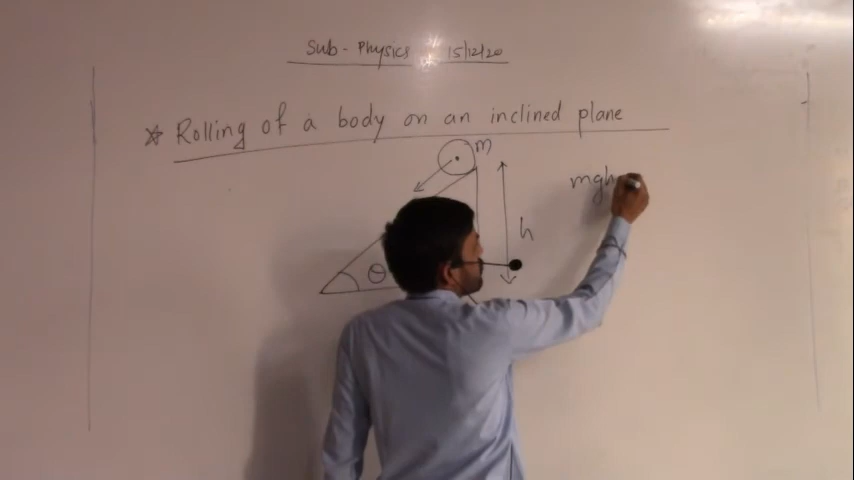 Sub - Physics 15/12/20
☆ Rolling of a body on an inclined plane
m
h
θ
mgh